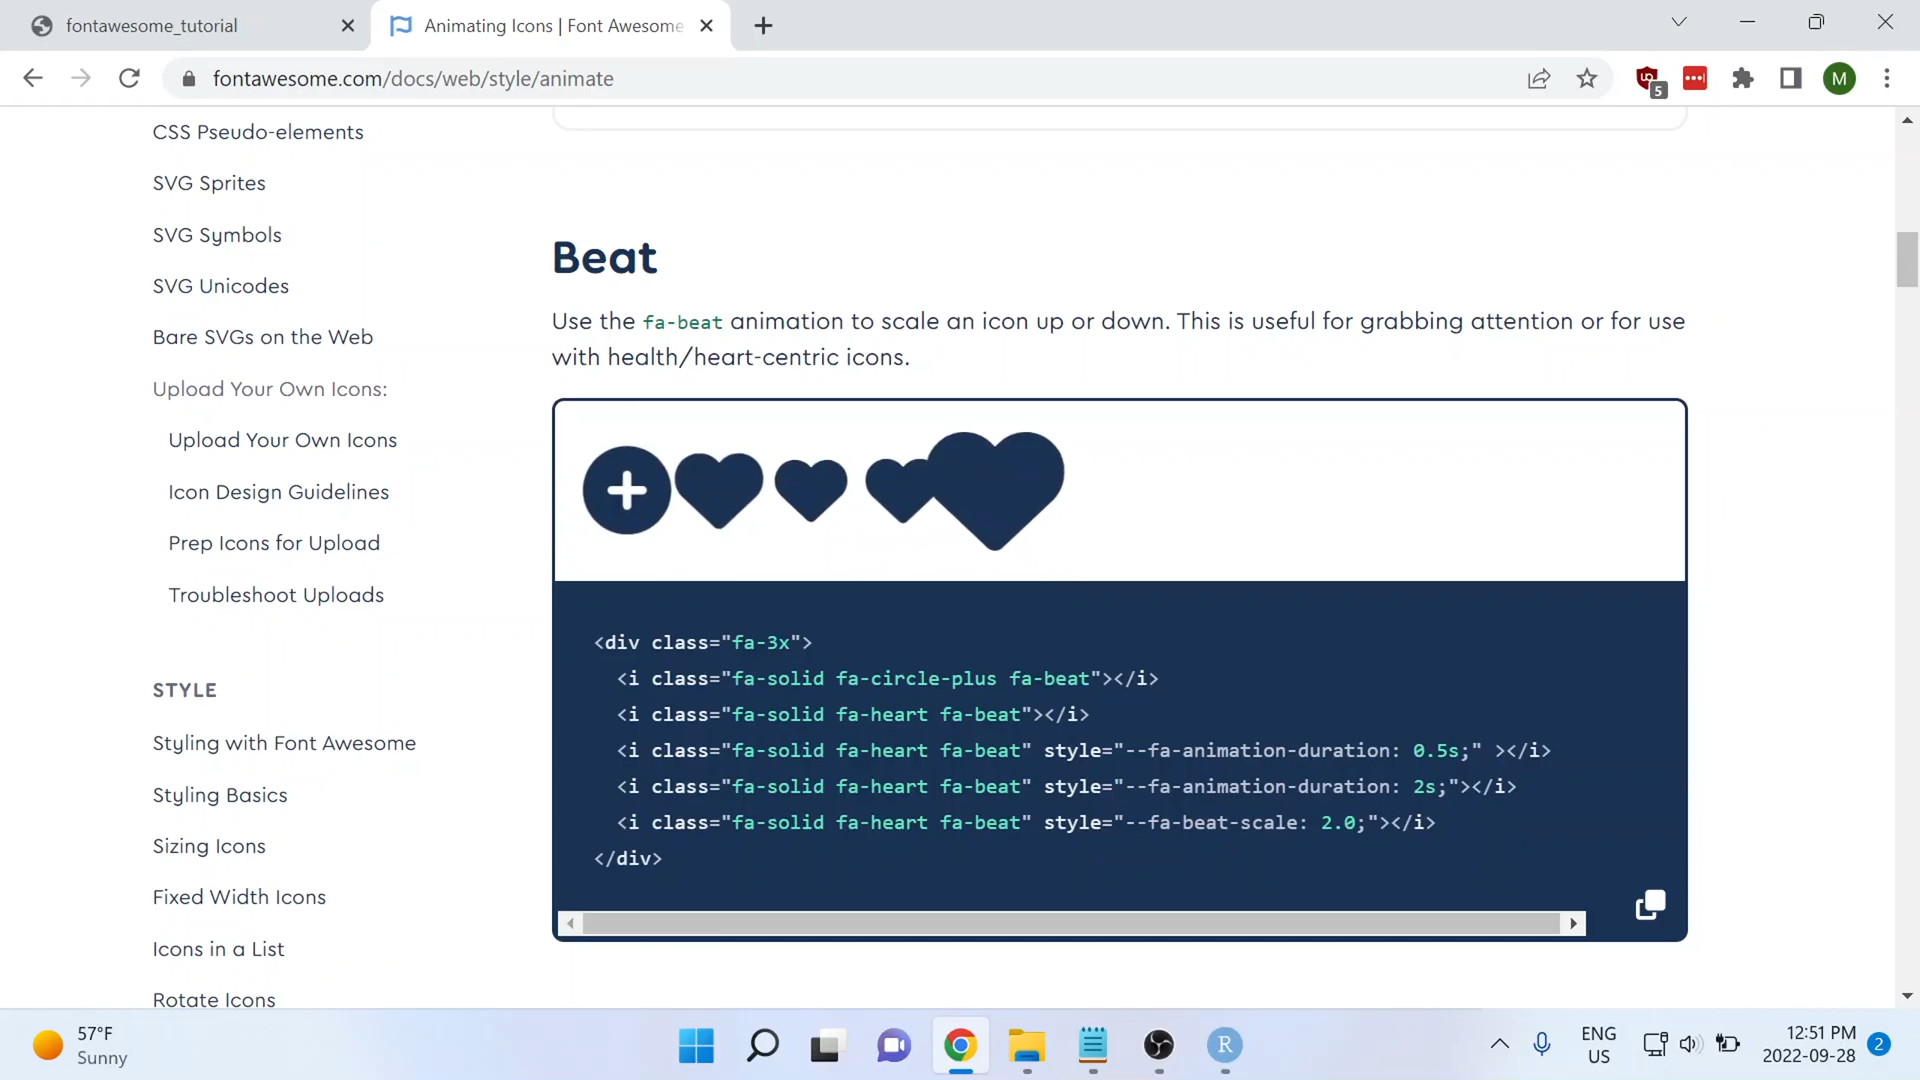 fontawesome_tutorial
Animating Icons | Font Awesome
fontawesome.com/docs/web/style/animate
5
M
CSS Pseudo-elements
SVG Sprites
SVG Symbols
SVG Unicodes
Bare SVGs on the Web
Upload Your Own Icons:
Upload Your Own Icons
Icon Design Guidelines
Prep Icons for Upload
Troubleshoot Uploads
STYLE
Styling with Font Awesome
Styling Basics
Sizing Icons
Fixed Width Icons
Icons in a List
Rotate Icons
Beat
Use the fa-beat animation to scale an icon up or down. This is useful for grabbing attention or for use
with health/heart-centric icons.
<div class="fa-3x">
<i class="fa-solid fa-circle-plus fa-beat"></i>
<i class="fa-solid fa-heart fa-beat"></i>
<i class="fa-solid fa-heart fa-beat" style="--fa-animation-duration: 0.5s;" ></i>
<i class="fa-solid fa-heart fa-beat" style="--fa-animation-duration: 2s;"></i>
<i class="fa-solid fa-heart fa-beat" style="--fa-beat-scale: 2.0;"></i>
</div>
57°F
Sunny
R
ENG
US
12:51 PM
2022-09-28
2